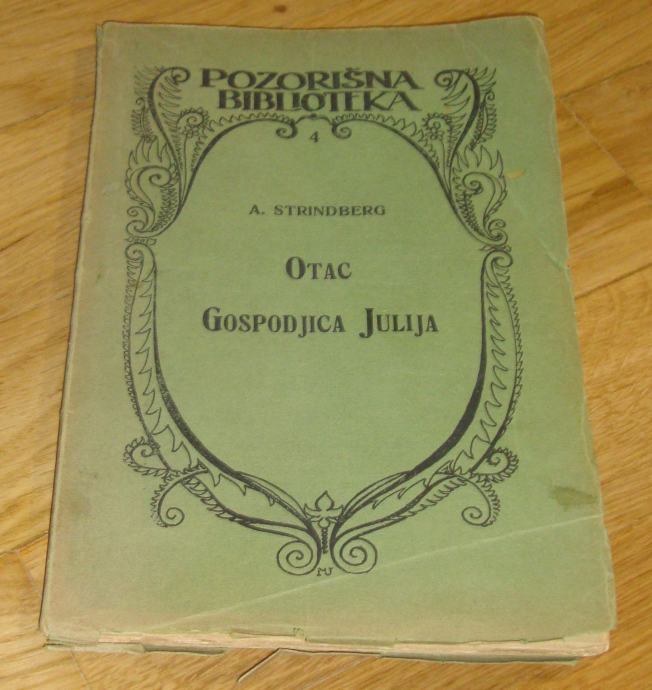 POZORIŠNA
BIBLIOTEKA
4
A. STRINDBERG
OTAC
GOSPODJICA JULIJA